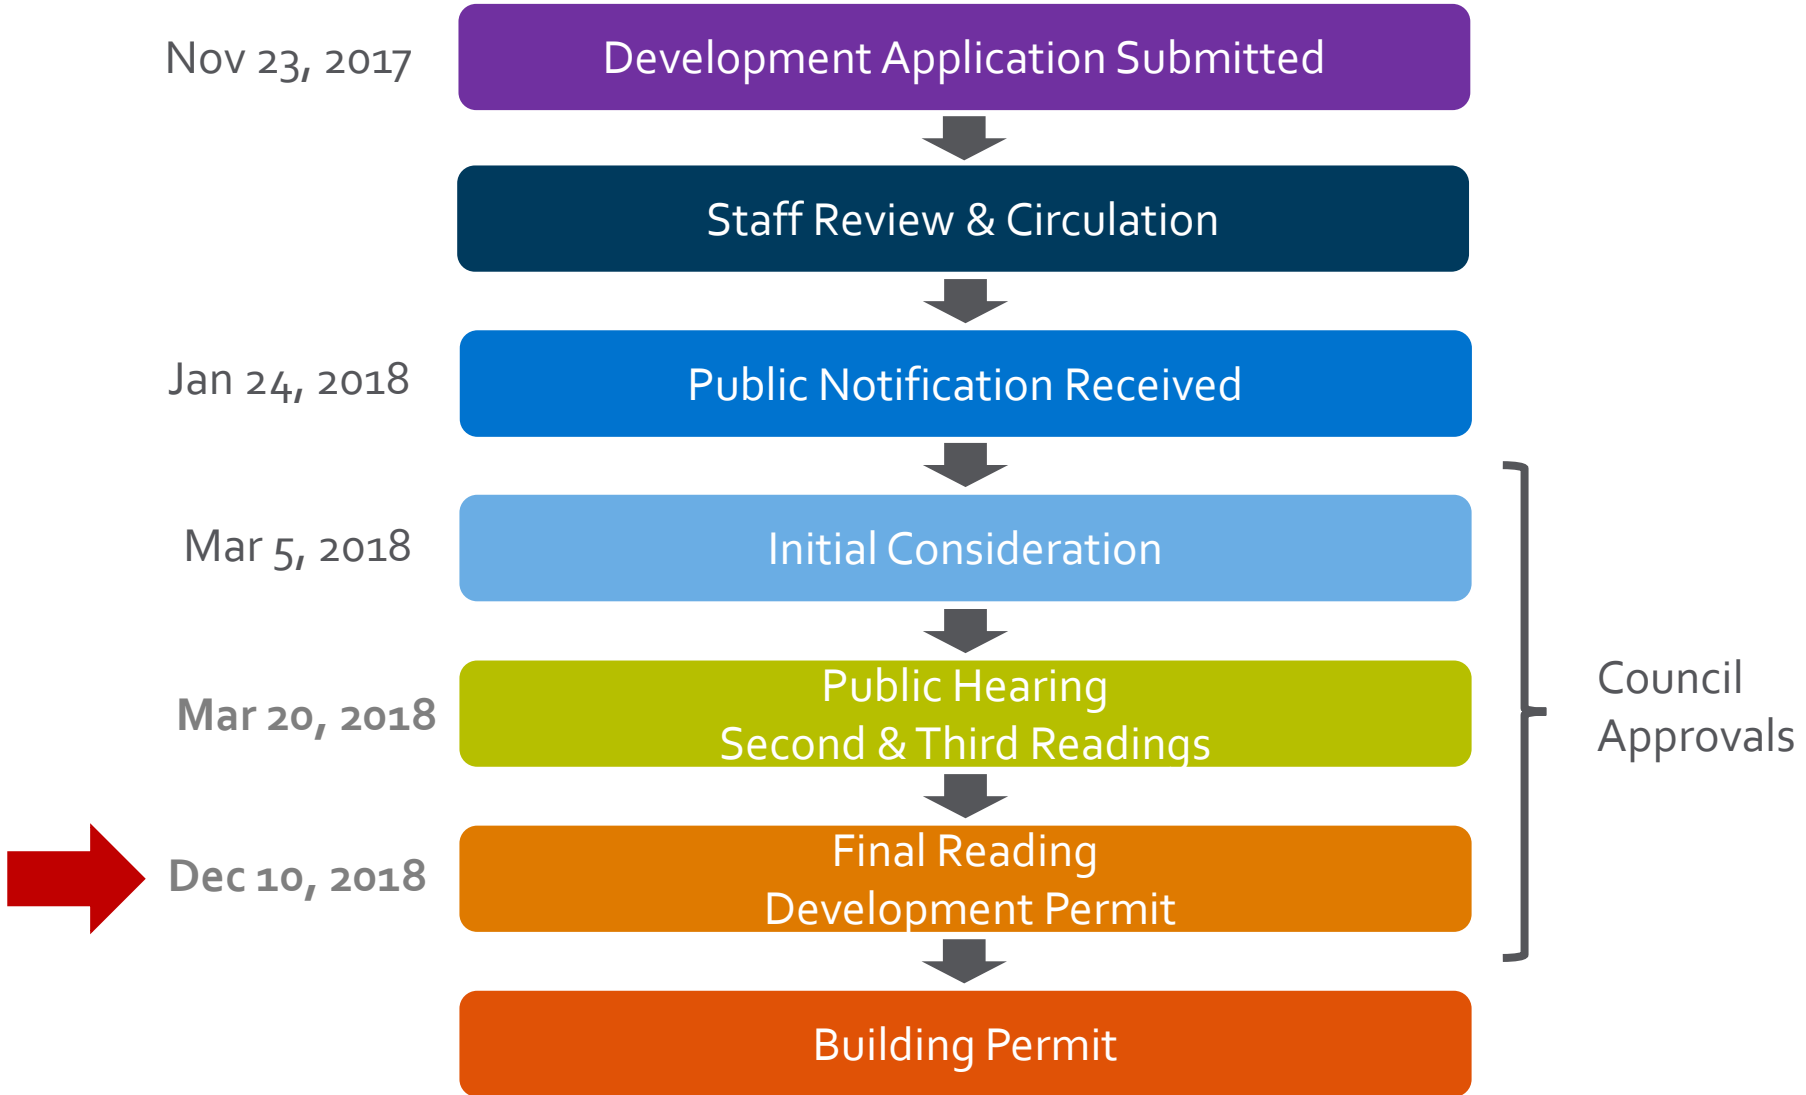 Nov 23, 2017
Development Application Submitted
Staff Review & Circulation
Jan 24, 2018
Public Notification Received
Mar 5, 2018
Initial Consideration
Mar 20, 2018
Public Hearing
Second & Third Readings
Council
Approvals
Dec 10, 2018
Final Reading
Development Permit
Building Permit